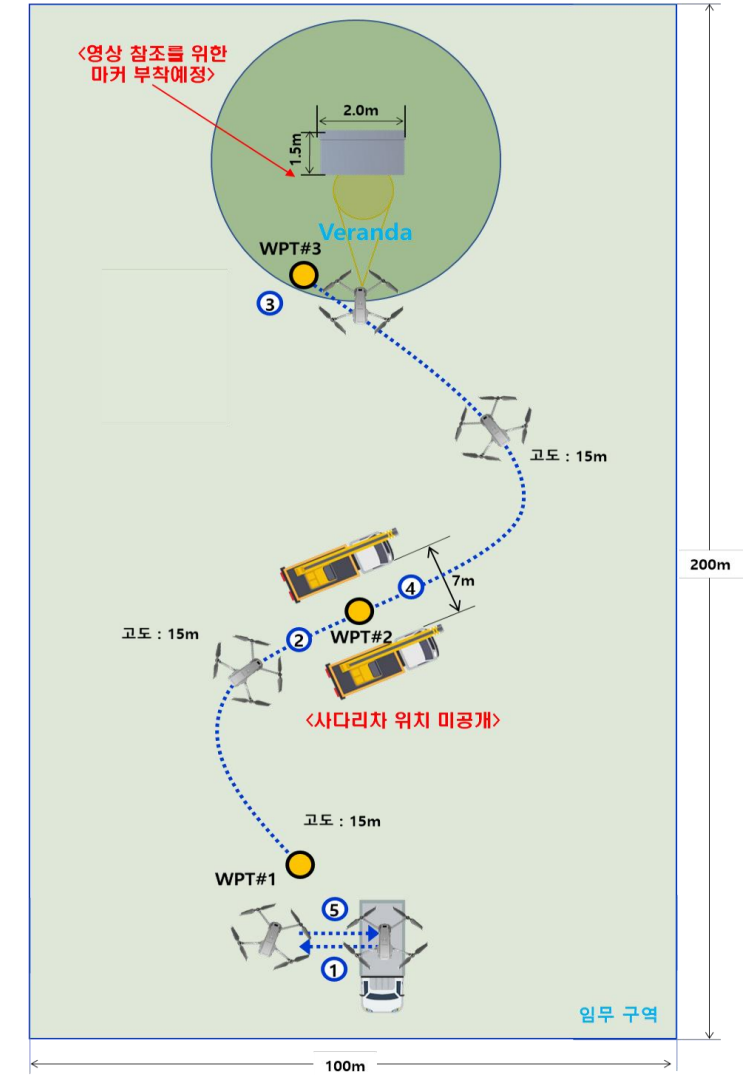 <영상 참조를 위한
마커 부착예정>
2.0m
1.5m
Veranda
WPT#3
3
고도 : 15m
200m
7m
4
고도 : 15m
2
WPT#2
<사다리차 위치 미공개>
고도 : 15m
WPT#1
5
1
임무 구역
100m